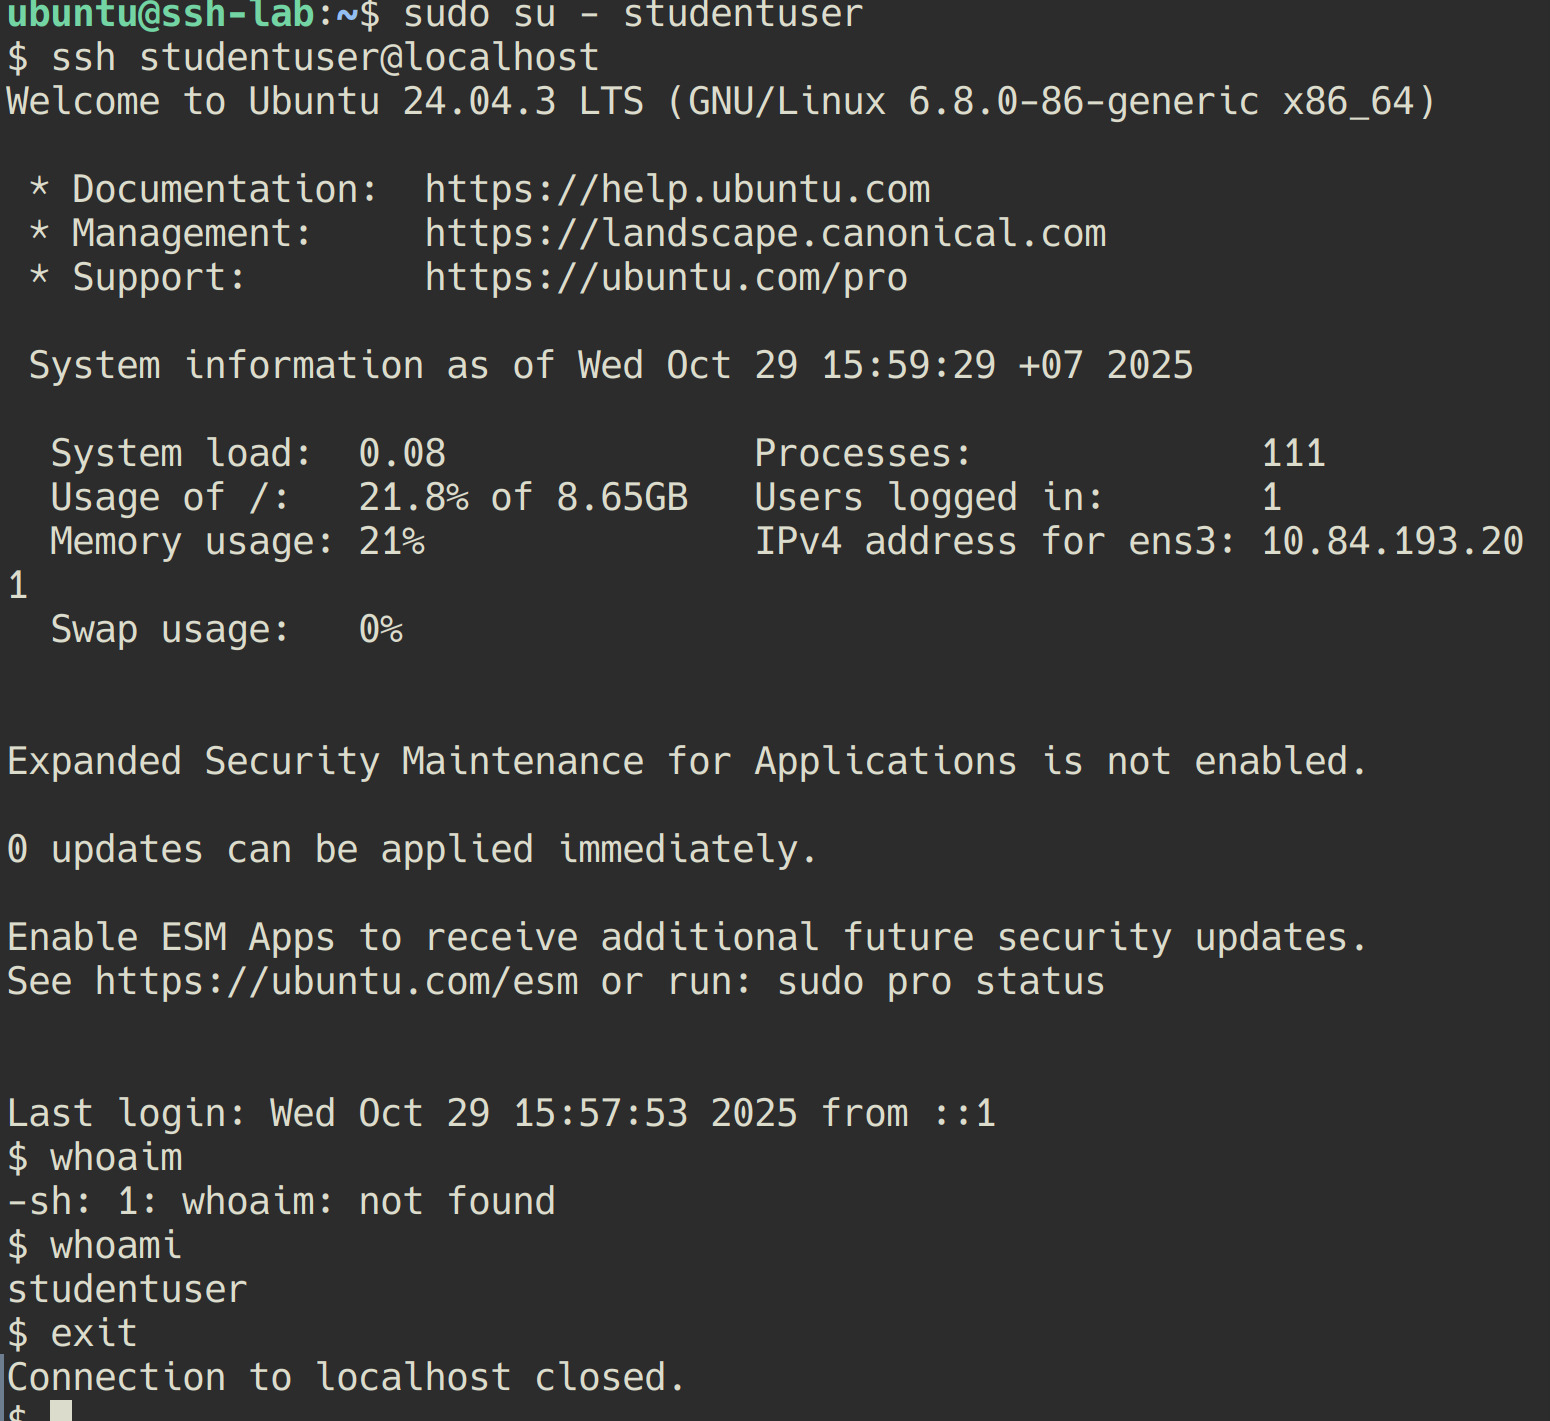 ubuntu@ssh-lab:~$ sudo su - studentuser
$ ssh studentuser@localhost
Welcome to Ubuntu 24.04.3 LTS (GNU/Linux 6.8.0-86-generic x86_64)
* Documentation:  https://help.ubuntu.com
* Management:     https://landscape.canonical.com
* Support:        https://ubuntu.com/pro
System information as of Wed Oct 29 15:59:29 +07 2025
System load:  0.08              Processes:             111
Usage of /:   21.8% of 8.65GB   Users logged in:       1
Memory usage: 21%               IPv4 address for ens3: 10.84.193.20
1
Swap usage:   0%
Expanded Security Maintenance for Applications is not enabled.
0 updates can be applied immediately.
Enable ESM Apps to receive additional future security updates.
See https://ubuntu.com/esm or run: sudo pro status
Last login: Wed Oct 29 15:57:53 2025 from ::1
$ whoaim
-sh: 1: whoaim: not found
$ whoami
studentuser
$ exit
Connection to localhost closed.
$